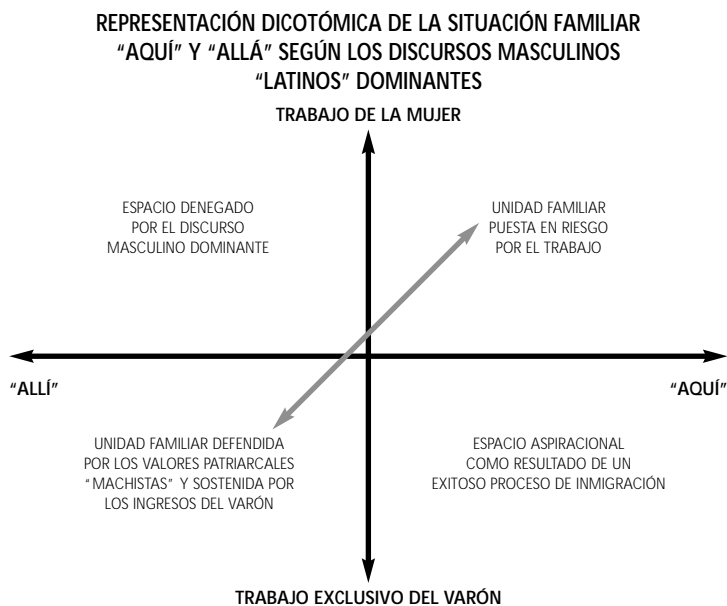 REPRESENTACIÓN DICOTÓMICA DE LA SITUACIÓN FAMILIAR
“AQUÍ” Y “ALLÁ” SEGÚN LOS DISCURSOS MASCULINOS
“LATINOS” DOMINANTES
TRABAJO DE LA MUJER
ESPACIO DENEGADO
POR EL DISCURSO
MASCULINO DOMINANTE
UNIDAD FAMILIAR
PUESTA EN RIESGO
POR EL TRABAJO
“ALLÍ”
“AQUÍ”
UNIDAD FAMILIAR DEFENDIDA
POR LOS VALORES PATRIARCALES
“MACHISTAS” Y SOSTENIDA POR
LOS INGRESOS DEL VARÓN
ESPACIO ASPIRACIONAL
COMO RESULTADO DE UN
EXITOSO PROCESO DE INMIGRACIÓN
TRABAJO EXCLUSIVO DEL VARÓN